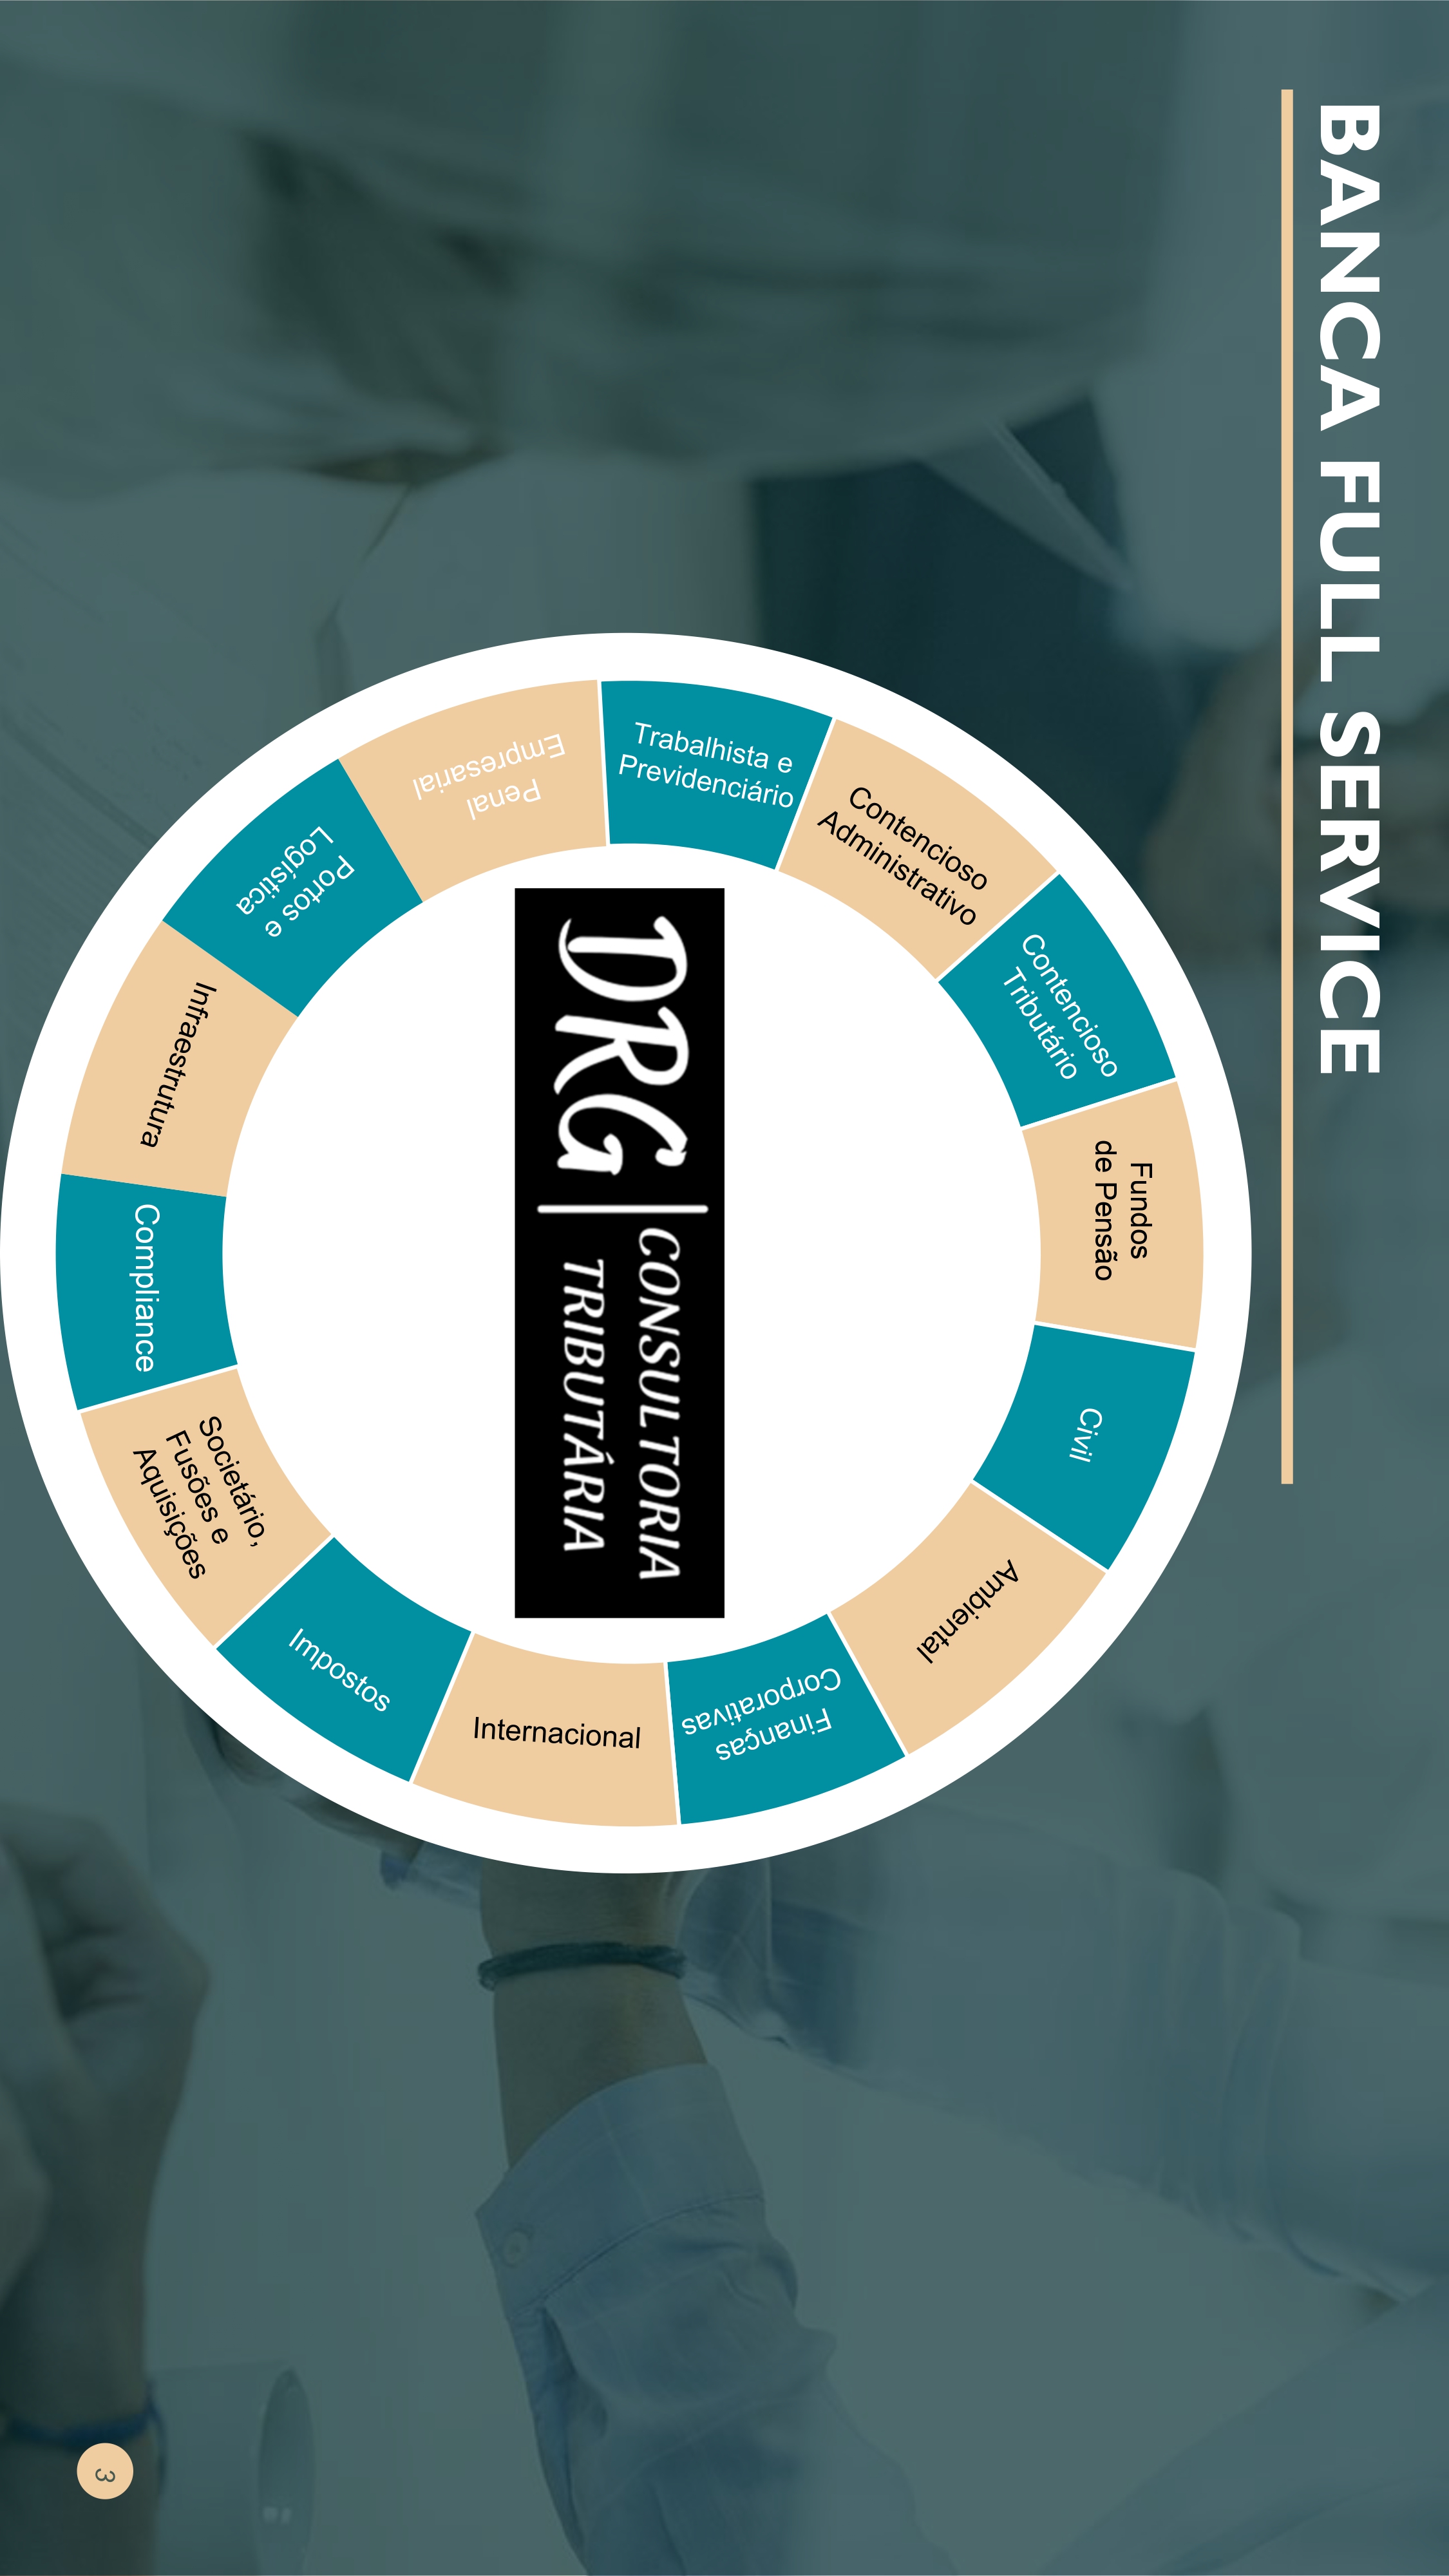 BANCA FULL SERVICE
Fundos
de Pensão
Civil
Ambiental
Finanças
Corporativas
Internacional
Impostos
Societário,
Fusões e
Aquisições
Compliance
Infraestrutura
Portos e
Logística
Penal
Empresarial
Trabalhista e
Previdenciário
Contencioso
Administrativo
Contencioso
Tributário
DRG
CONSULTORIA
TRIBUTÁRIA
3